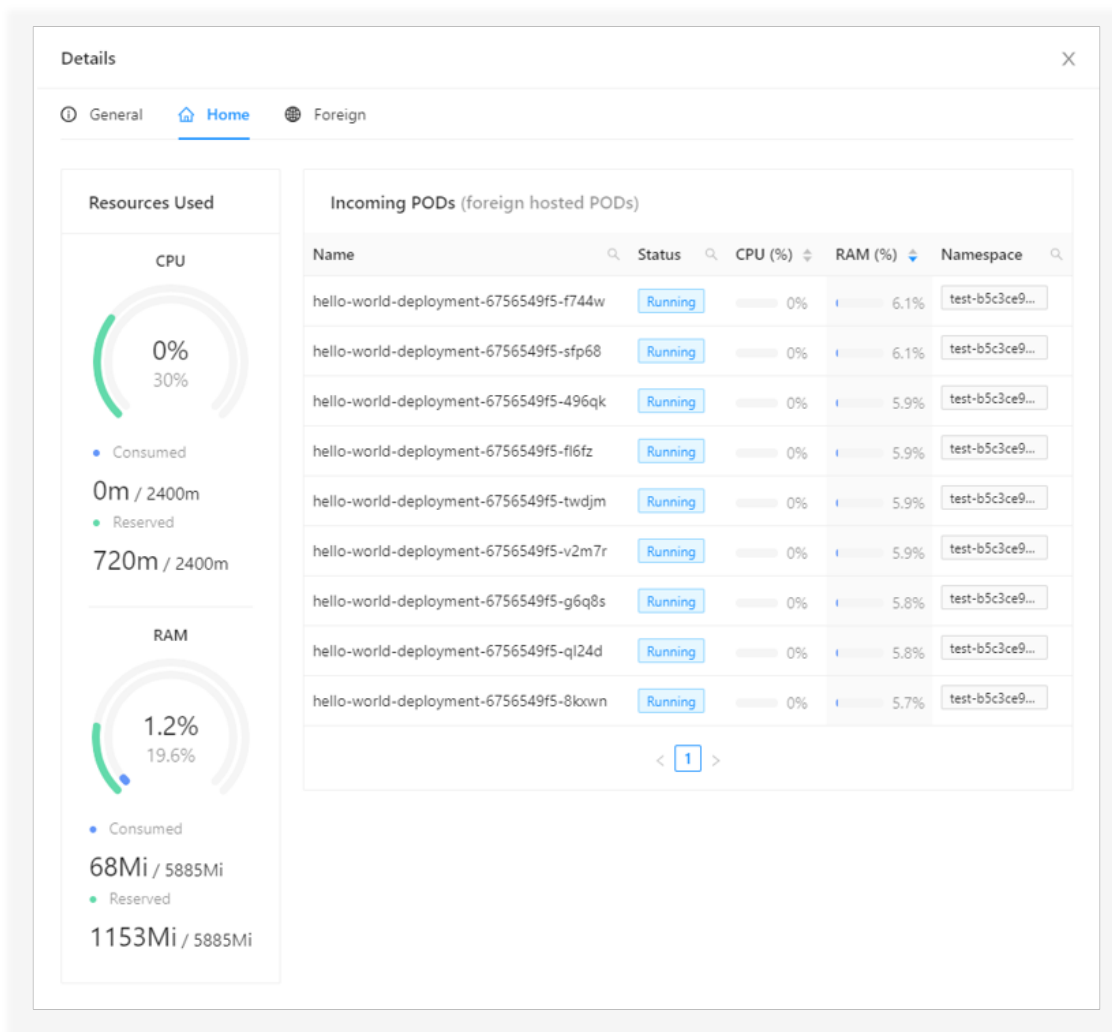 Details
General Home Foreign
Resources Used
CPU
0%
30%
Consumed
0m / 2400m
Reserved
720m / 2400m
RAM
1.2%
19.6%
Consumed
68Mi / 5885Mi
Reserved
1153Mi / 5885Mi
Incoming PODs (foreign hosted PODs)
Name Status CPU (%) RAM (%) Namespace
hello-world-deployment-6756549f5-f744w Running 0% 6.1% test-b5c3ce9...
hello-world-deployment-6756549f5-sfp68 Running 0% 6.1% test-b5c3ce9...
hello-world-deployment-6756549f5-496qk Running 0% 5.9% test-b5c3ce9...
hello-world-deployment-6756549f5-fl6fz Running 0% 5.9% test-b5c3ce9...
hello-world-deployment-6756549f5-twdjm Running 0% 5.9% test-b5c3ce9...
hello-world-deployment-6756549f5-v2m7r Running 0% 5.9% test-b5c3ce9...
hello-world-deployment-6756549f5-g6q8s Running 0% 5.8% test-b5c3ce9...
hello-world-deployment-6756549f5-ql24d Running 0% 5.8% test-b5c3ce9...
hello-world-deployment-6756549f5-8kxwn Running 0% 5.7% test-b5c3ce9...
< 1 >